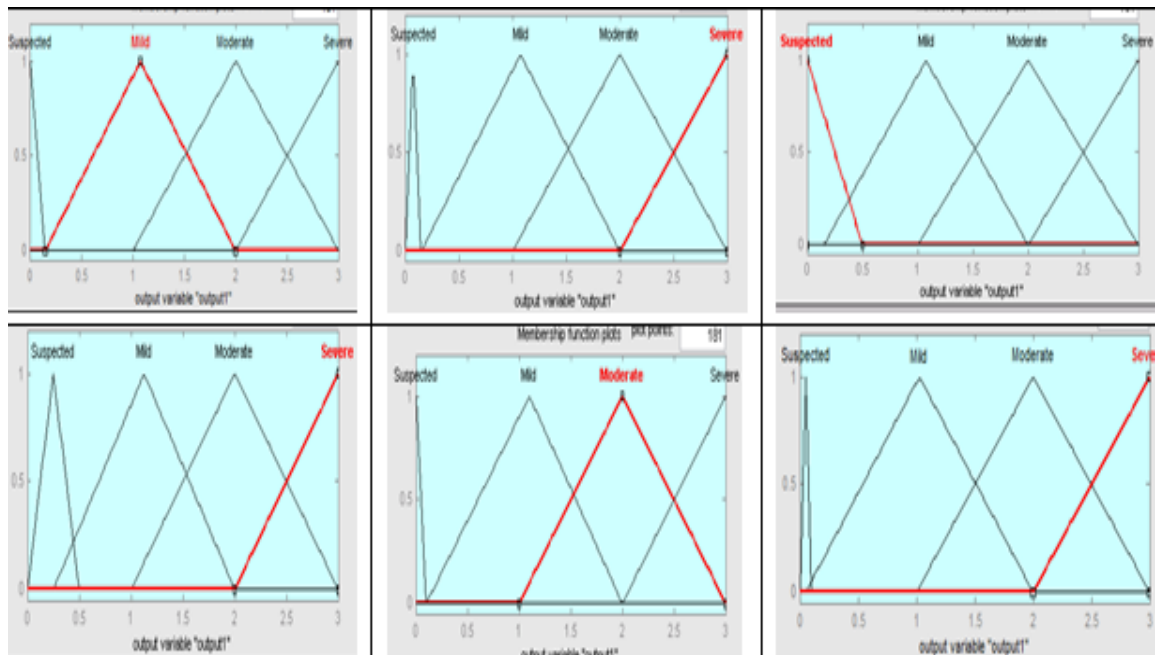 Suspected Mild Moderate Severe
1
0.5
0
0 0.5 1 1.5 2 2.5 3
output variable "output1"
Suspected Mild Moderate Severe
1
0.5
0
0 0.5 1 1.5 2 2.5 3
output variable "output1"
Suspected Mild Moderate Severe
1
0.5
0
0 0.5 1 1.5 2 2.5 3
output variable "output1"
Suspected Mild Moderate Severe
1
0.5
0
0 0.5 1 1.5 2 2.5 3
output variable "output1"
Membership function plots plot points: 181
Suspected Mild Moderate Severe
1
0.5
0
0 0.5 1 1.5 2 2.5 3
output variable "output1"
Suspected Mild Moderate Seve
1
0.5
0
0 0.5 1 1.5 2 2.5 3
output variable "output1"